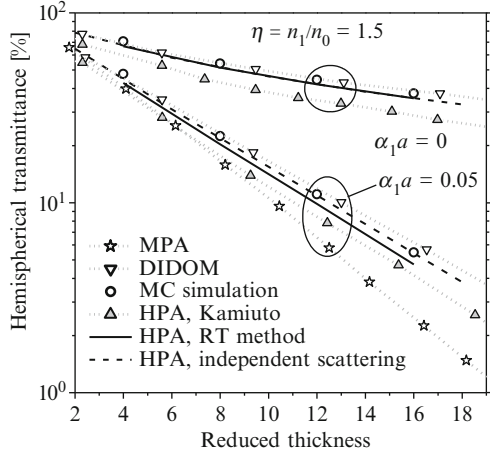 Hemispherical transmittance [%]
10²
10¹
10⁰
η = n₁/n₀ = 1.5
α₁a = 0
α₁a = 0.05
MPA
DIDOM
MC simulation
HPA, Kamiuto
HPA, RT method
HPA, independent scattering
2 4 6 8 10 12 14 16 18
Reduced thickness